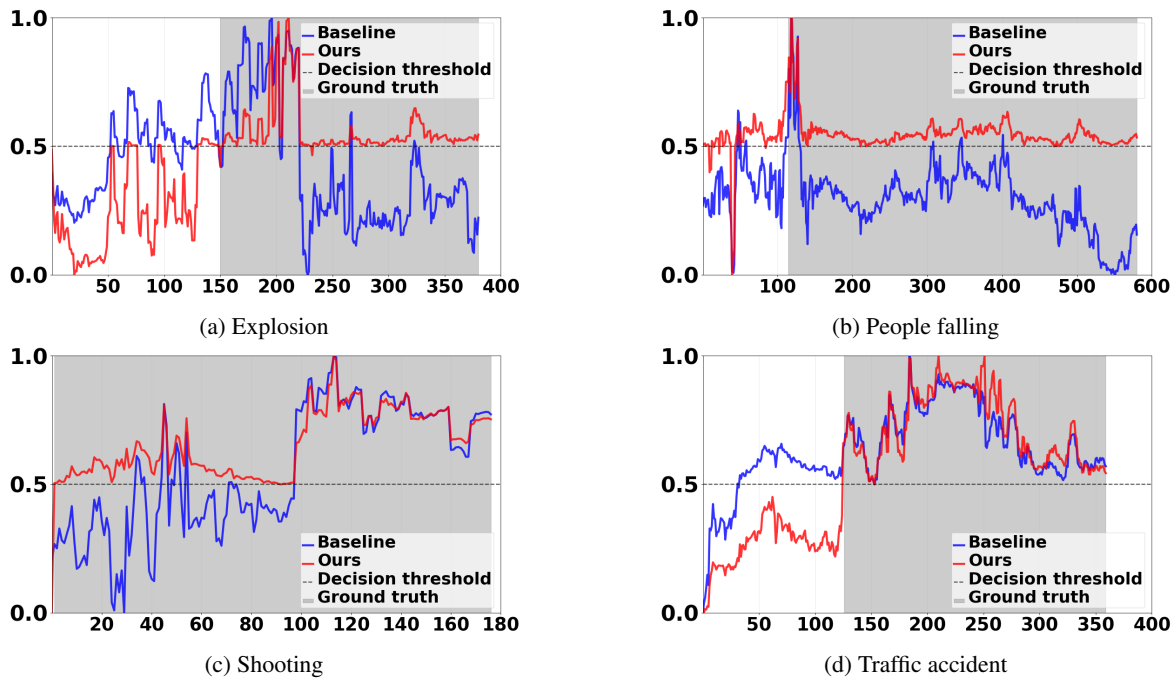 1.0
0.5
0.0
50 100 150 200 250 300 350 400
Baseline
Ours
Decision threshold
Ground truth
(a) Explosion
1.0
0.5
0.0
100 200 300 400 500 600
Baseline
Ours
Decision threshold
Ground truth
(b) People falling
1.0
0.5
0.0
20 40 60 80 100 120 140 160 180
Baseline
Ours
Decision threshold
Ground truth
(c) Shooting
1.0
0.5
0.0
50 100 150 200 250 300 350 400
Baseline
Ours
Decision threshold
Ground truth
(d) Traffic accident